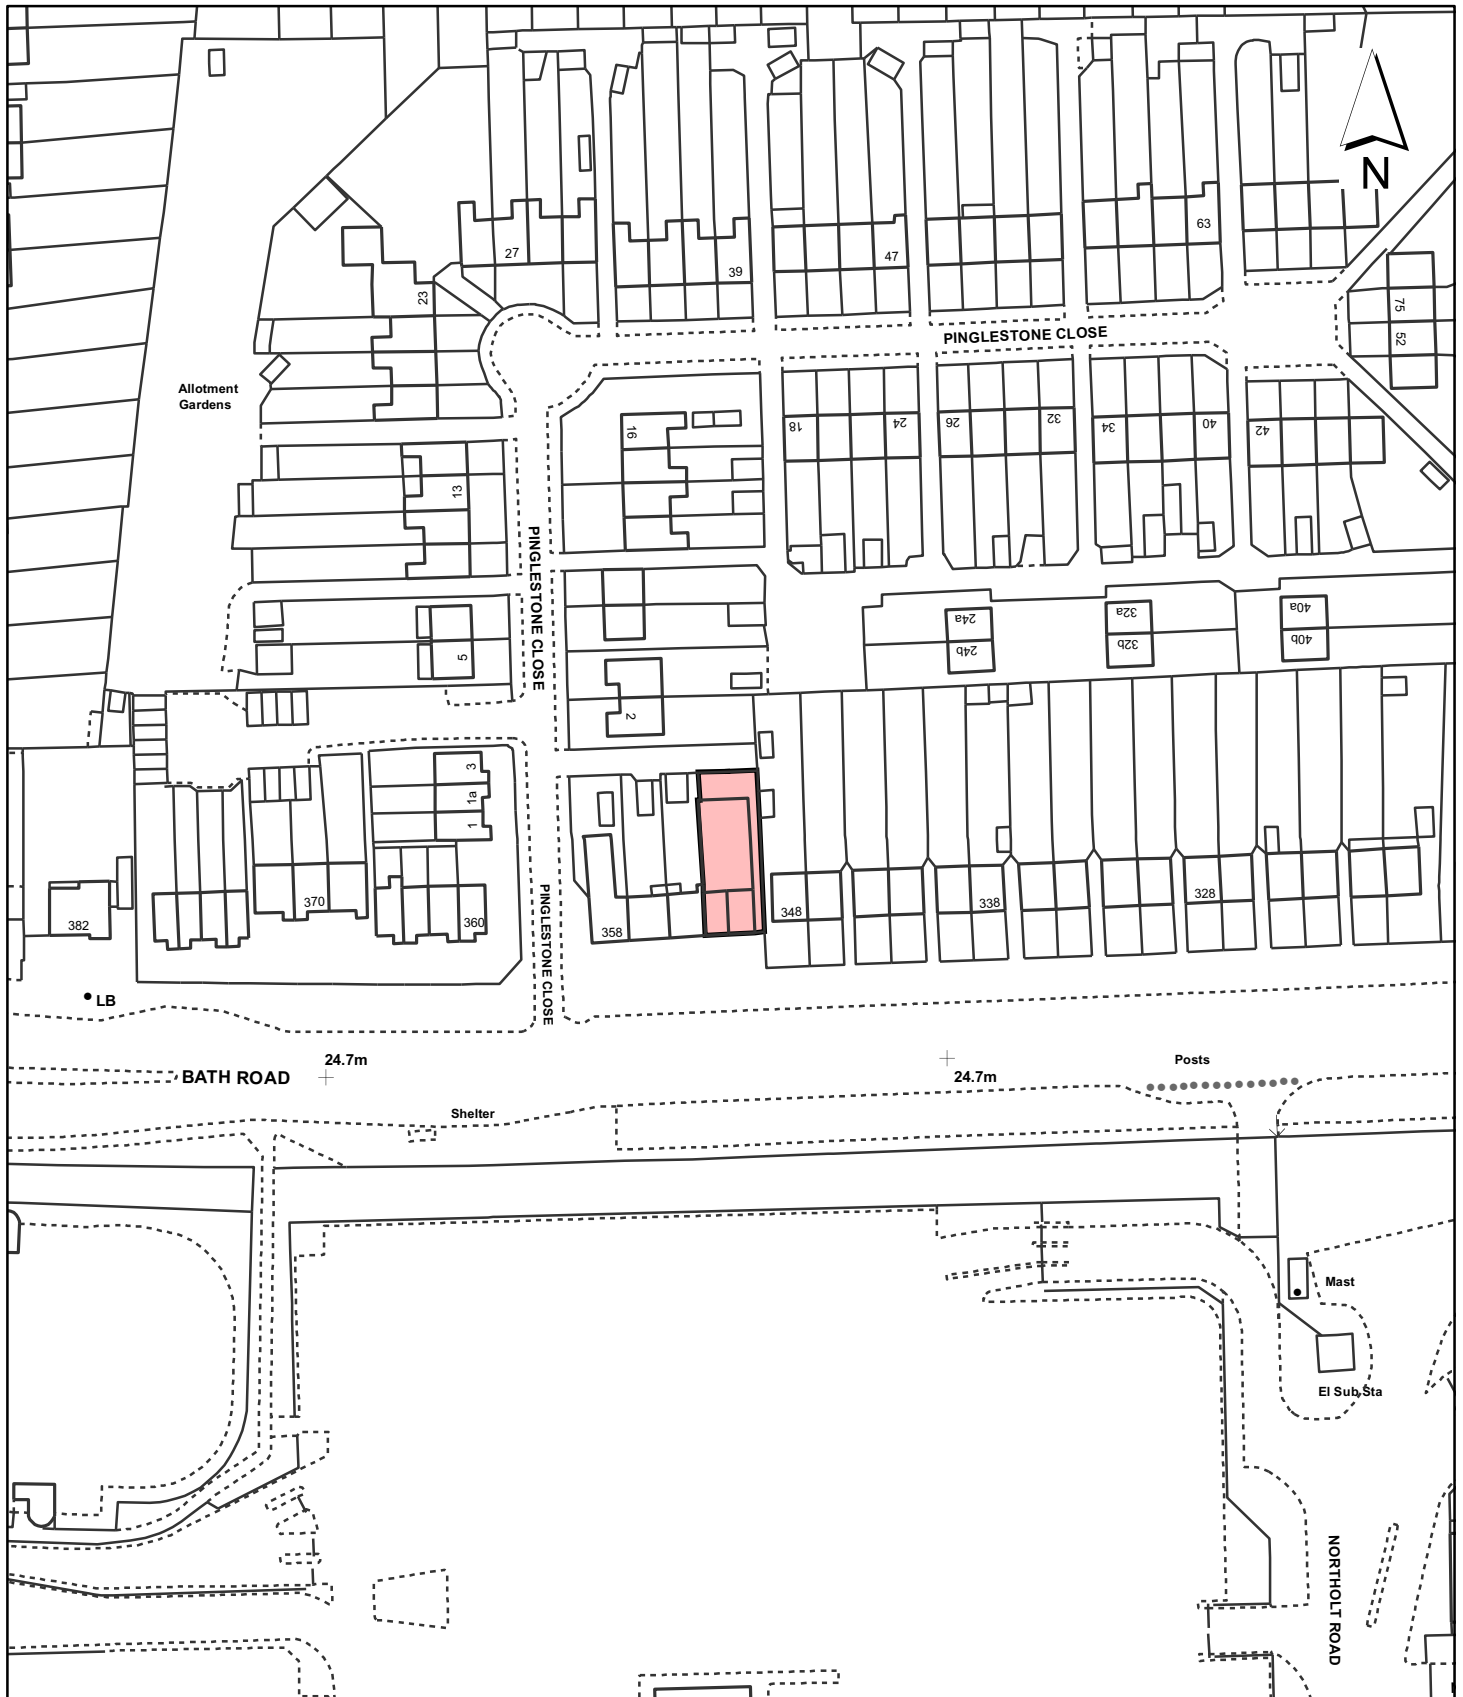 N
63
27
47
39
23
75
PINGLESTONE CLOSE
52
Allotment
Gardens
16
18
24
26
32
34
40
42
13
PINGLESTONE CLOSE
24a
32a
40a
24b
32b
40b
5
2
3
1a
1
370
360
382
358
348
338
328
PINGLESTONE CLOSE
LB
24.7m
BATH ROAD
24.7m
Posts
Shelter
Mast
El Sub Sta
NORTHOLT ROAD